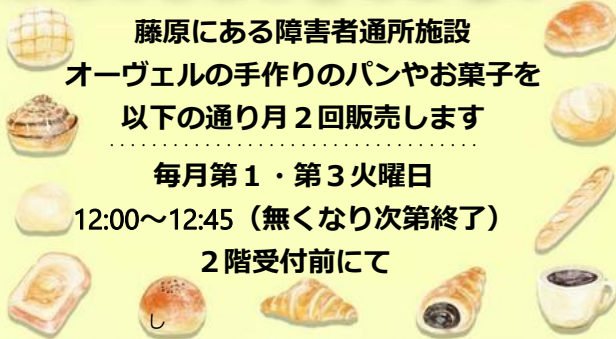 藤原にある障害者通所施設
オーヴェルの手作りのパンやお菓子を
以下の通り月２回販売します
毎月第１・第３火曜日
12:00～12:45（無くなり次第終了）
２階受付前にて
し